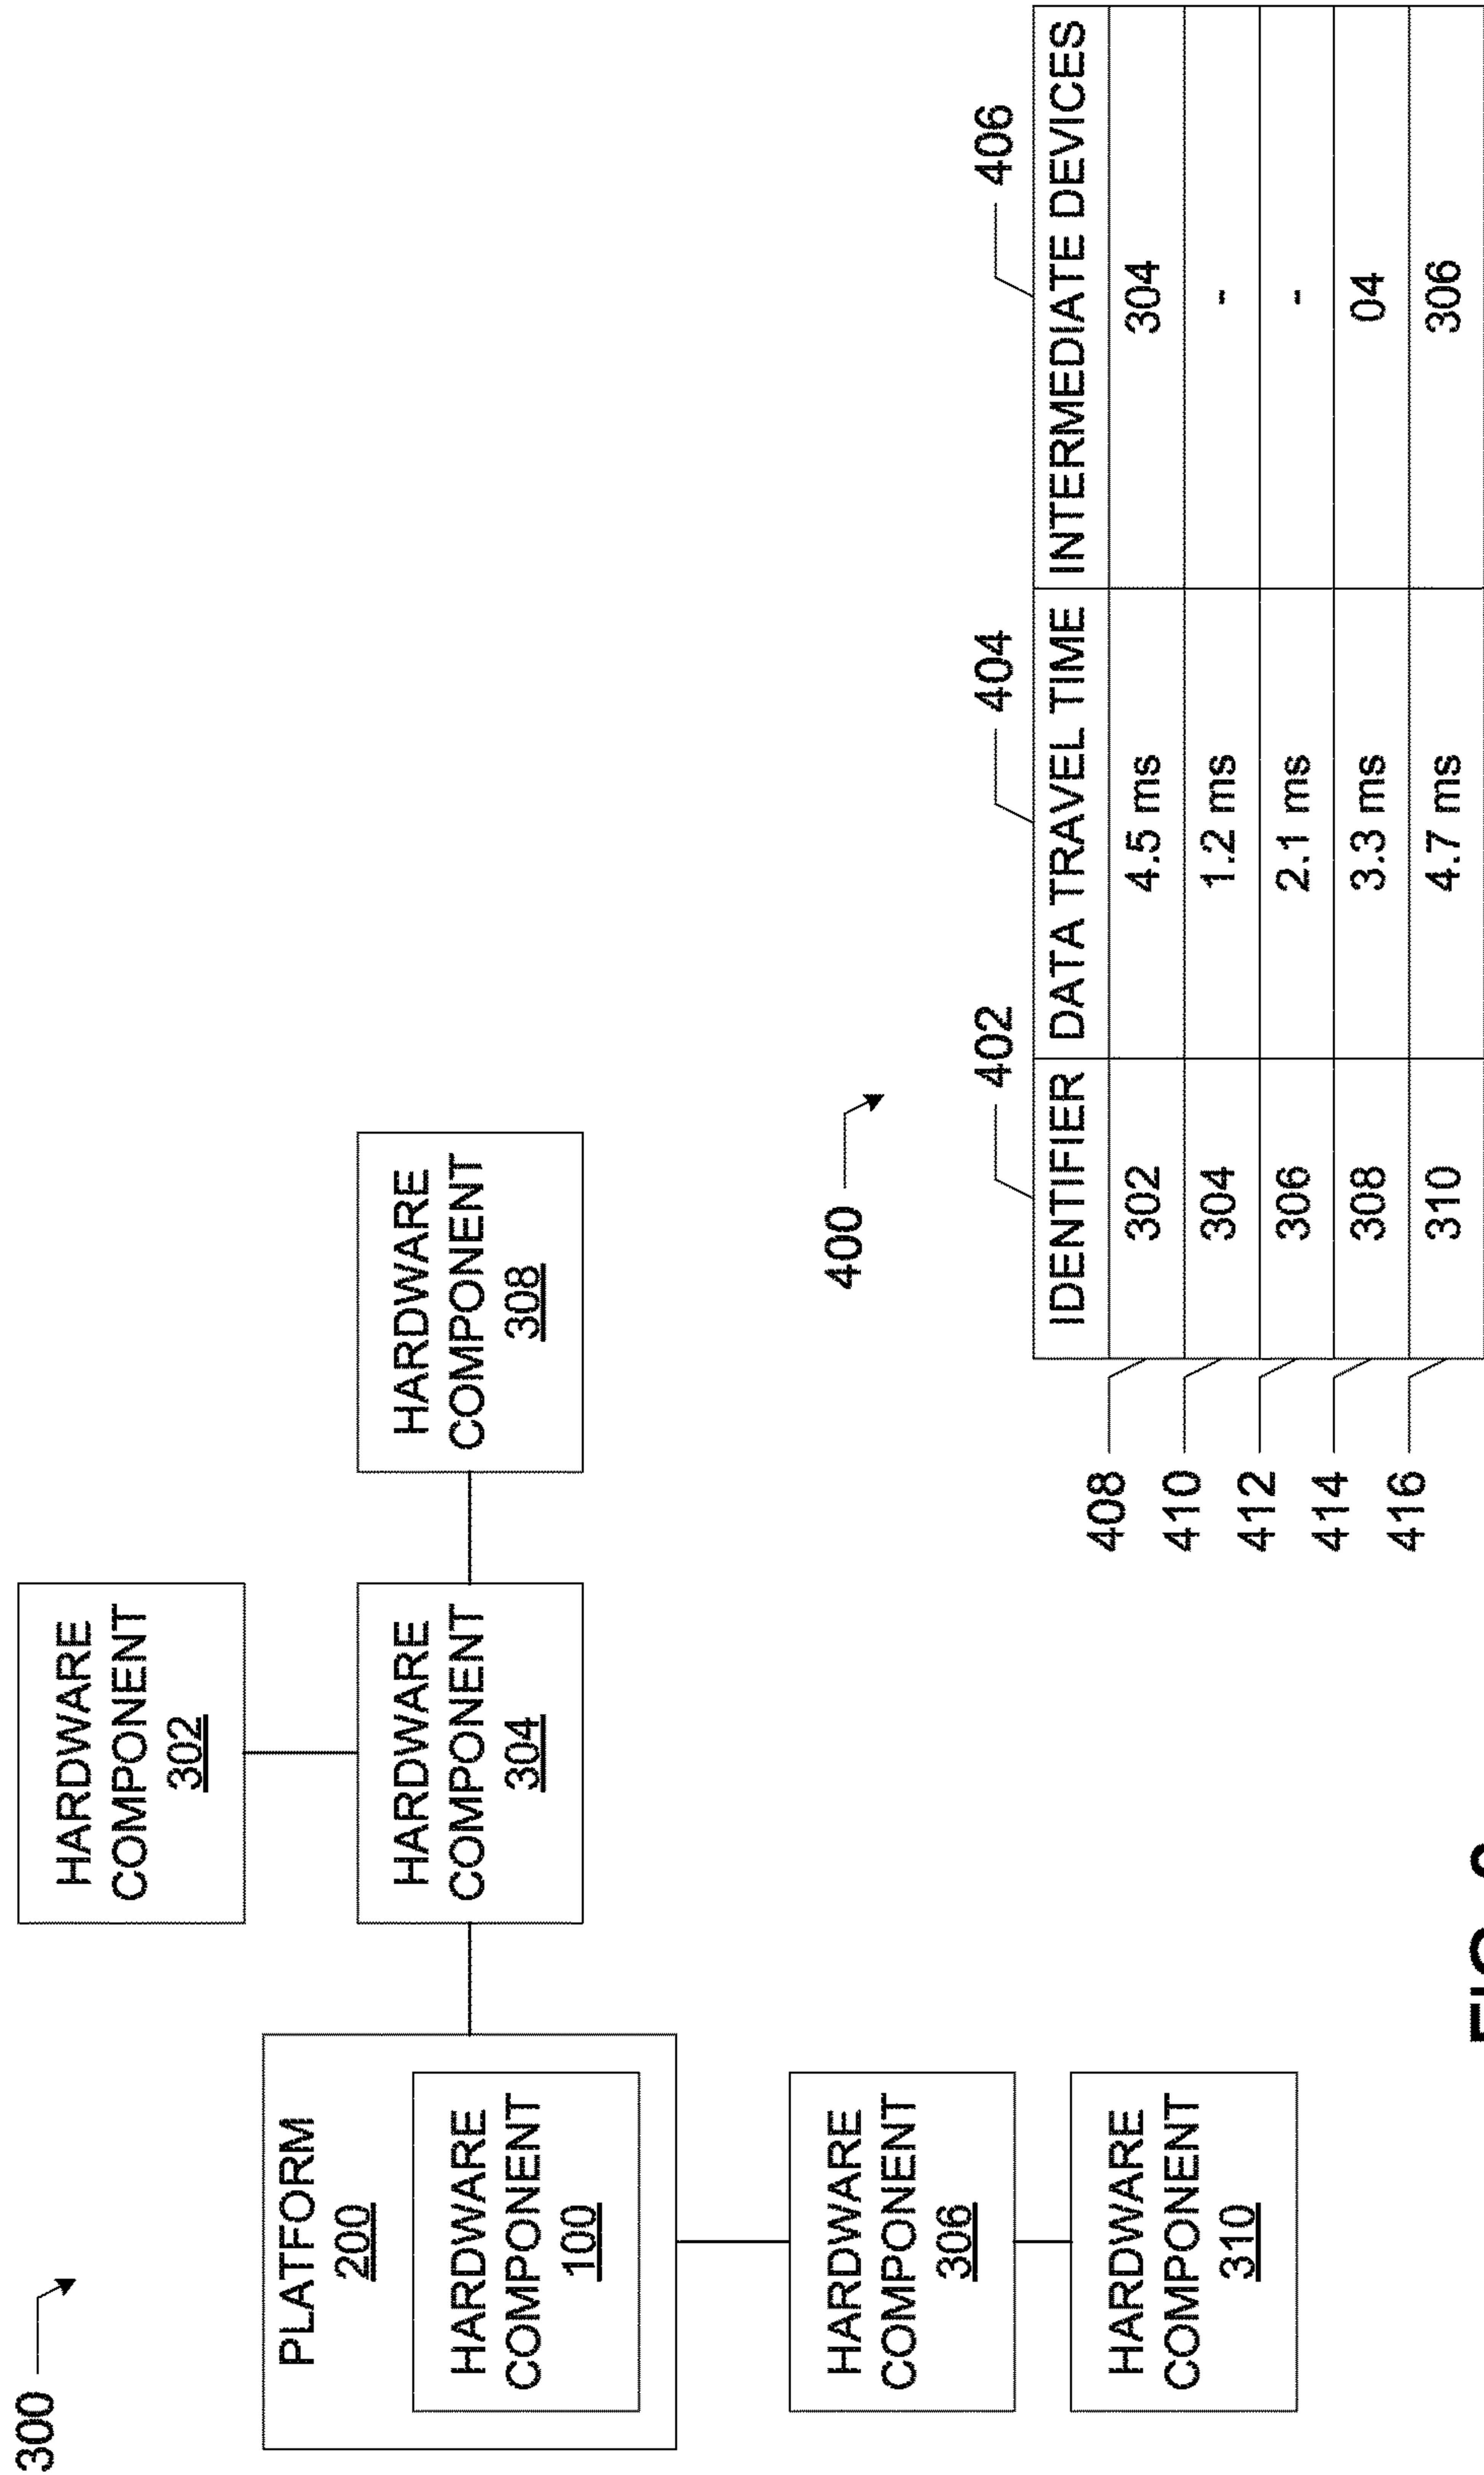 300
PLATFORM
200
HARDWARE
COMPONENT
100
HARDWARE
COMPONENT
302
HARDWARE
COMPONENT
304
HARDWARE
COMPONENT
308
HARDWARE
COMPONENT
306
HARDWARE
COMPONENT
310
400
402 404 406
IDENTIFIER DATA TRAVEL TIME INTERMEDIATE DEVICES
408 302 4.5 ms 304
410 304 1.2 ms -
412 306 2.1 ms -
414 308 3.3 ms 04
416 310 4.7 ms 306